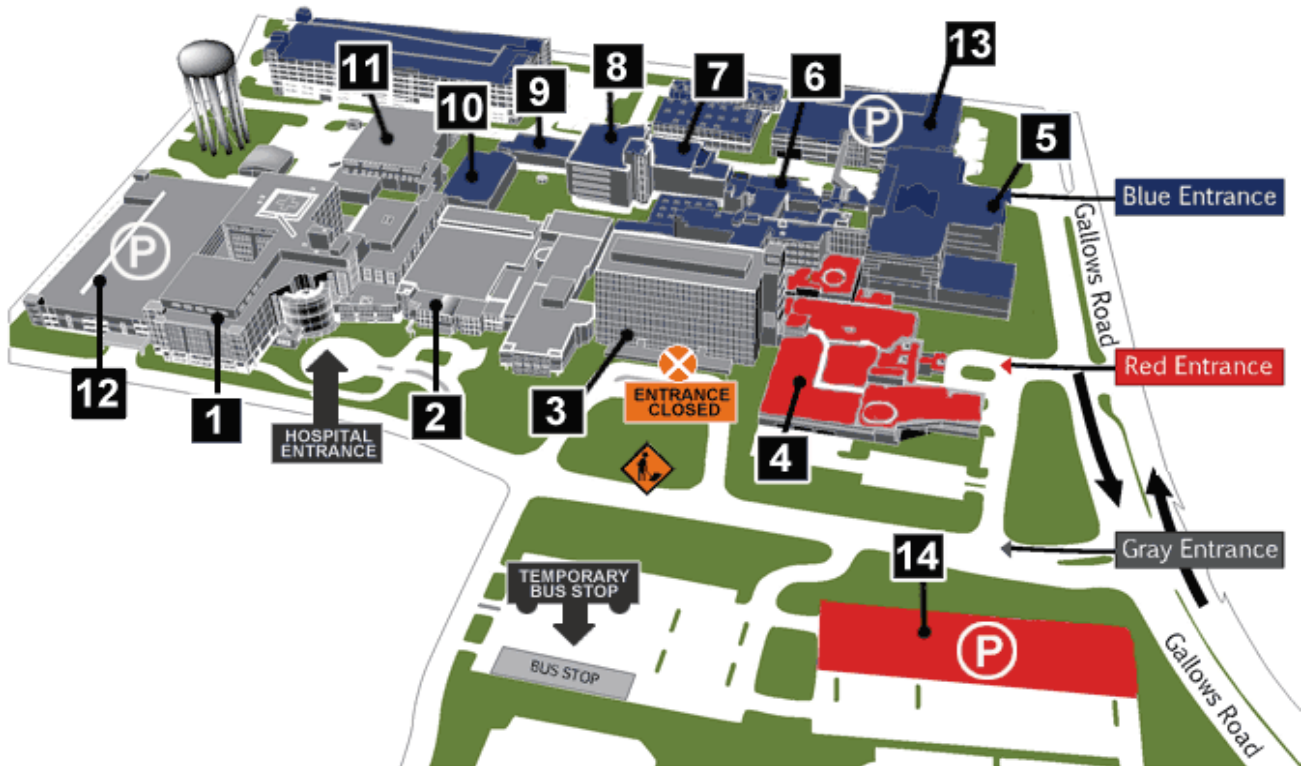 13
11
8
7
6
9
10
P
5
Blue Entrance
Gallows Road
P
12
1
HOSPITAL
ENTRANCE
2
3
ENTRANCE
CLOSED
4
Red Entrance
Gray Entrance
14
TEMPORARY
BUS STOP
BUS STOP
P
Gallows Road